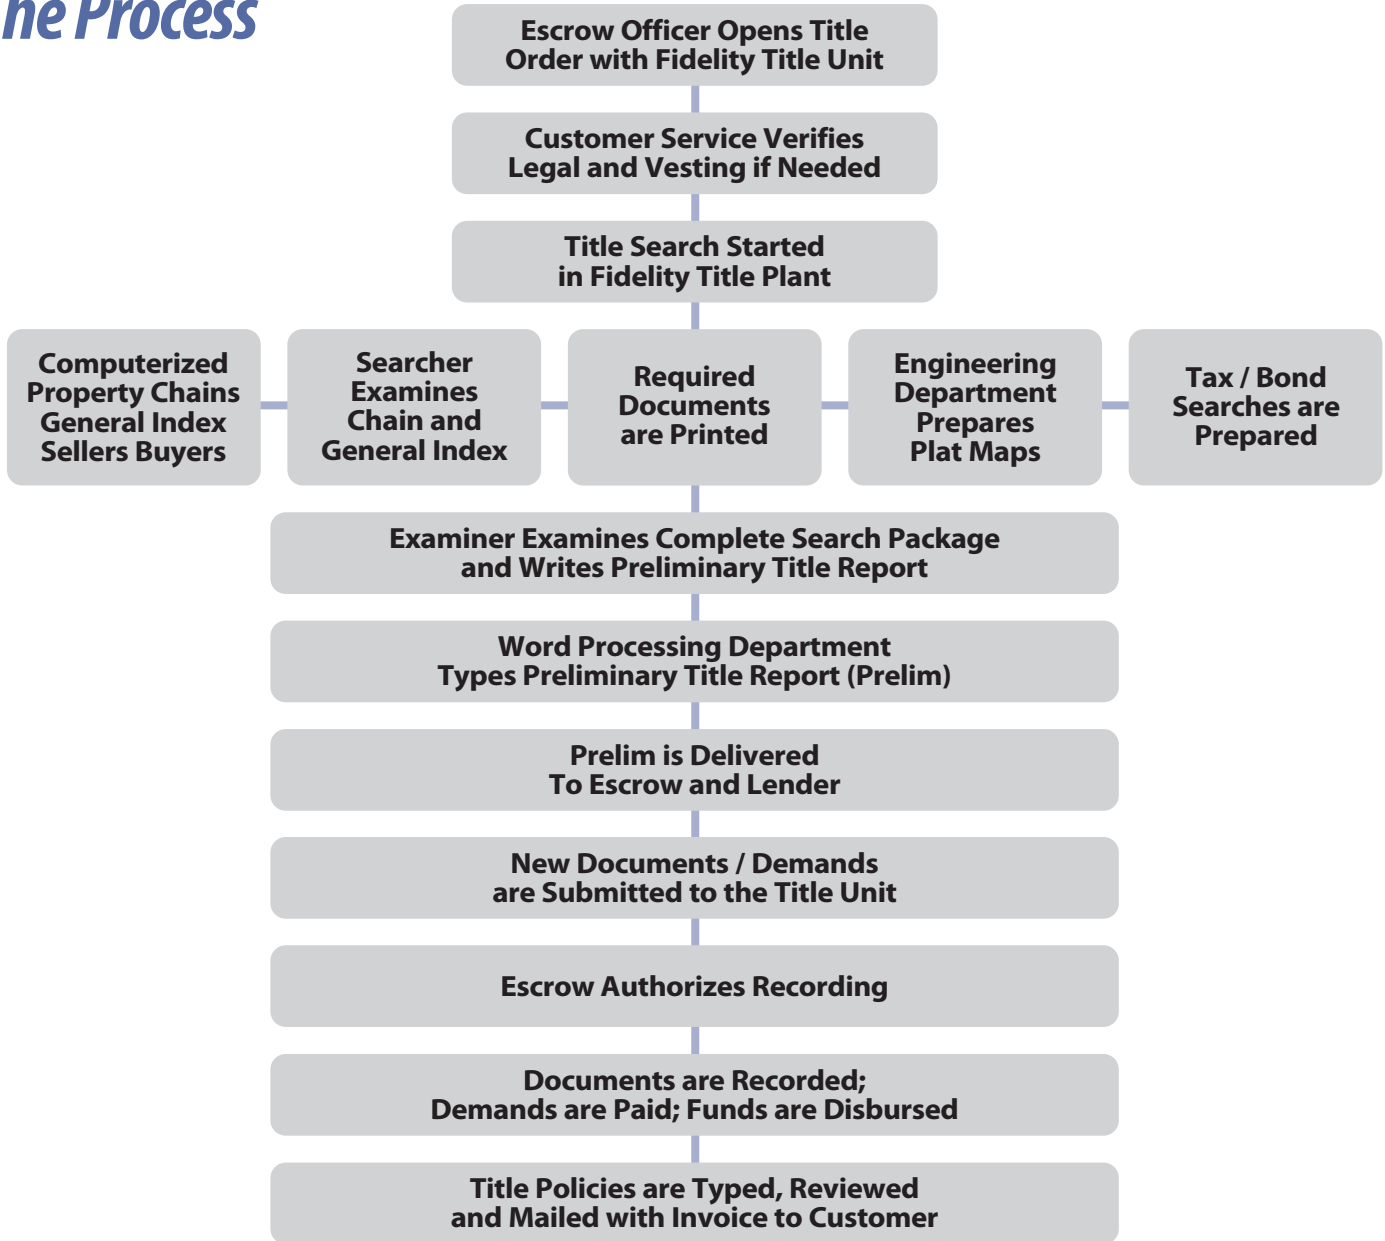 he Process
Escrow Officer Opens Title
Order with Fidelity Title Unit
Customer Service Verifies
Legal and Vesting if Needed
Title Search Started
in Fidelity Title Plant
Computerized
Property Chains
General Index
Sellers Buyers
Searcher
Examines
Chain and
General Index
Required
Documents
are Printed
Engineering
Department
Prepares
Plat Maps
Tax / Bond
Searches are
Prepared
Examiner Examines Complete Search Package
and Writes Preliminary Title Report
Word Processing Department
Types Preliminary Title Report (Prelim)
Prelim is Delivered
To Escrow and Lender
New Documents / Demands
are Submitted to the Title Unit
Escrow Authorizes Recording
Documents are Recorded;
Demands are Paid; Funds are Disbursed
Title Policies are Typed, Reviewed
and Mailed with Invoice to Customer